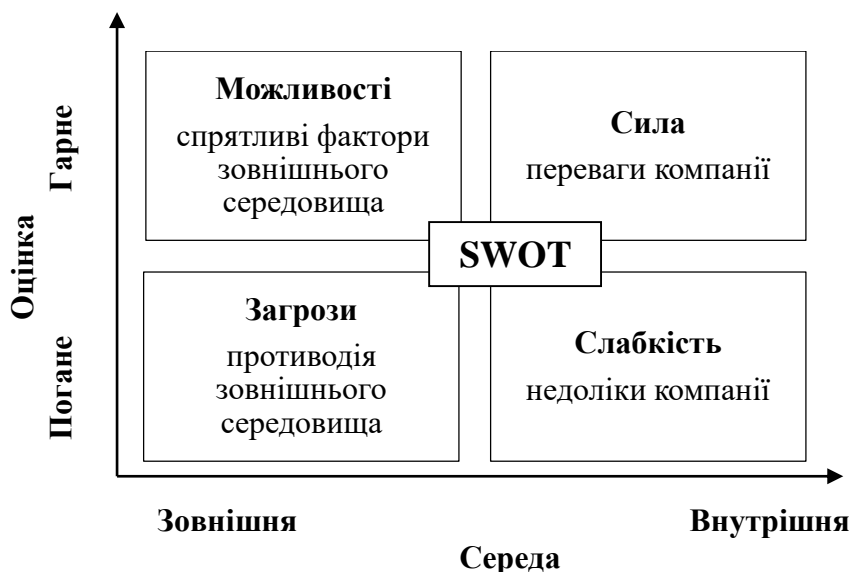 Оцінка
Гарне
Погане
Можливості
спрятливі фактори
зовнішнього
середовища
Сила
переваги компанії
SWOT
Загрози
противодія
зовнішнього
середовища
Слабкість
недоліки компанії
Зовнішня
Внутрішня
Середа